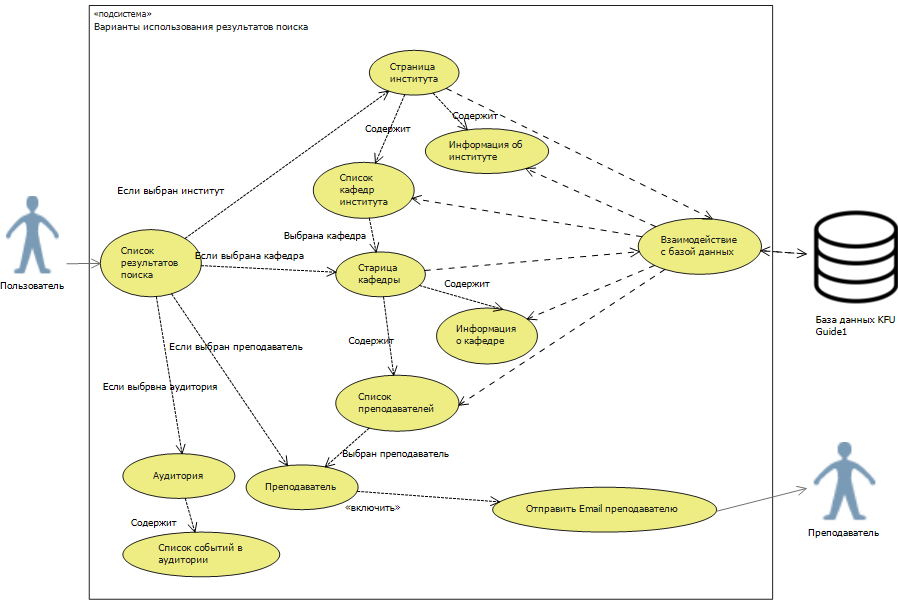 «подсистема»
Варианты использования результатов поиска
Страница
института
Содержит
Содержит
Информация об
институте
Список
кафедр
института
Если выбран институт
Выбрана кафедра
Взаимодействие
с базой данных
Список
результатов
поиска
Если выбрана кафедра
Старица
кафедры
Пользователь
Содержит
База данных KFU
Guide1
Информация
о кафедре
Содержит
Если выбран преподаватель
Если выбрвна аудитория
Список
преподавателей
Выбран преподаватель
Аудитория
Преподаватель
«включить»
Отправить Email преподавателю
Преподаватель
Содержит
Список событий в
аудитории